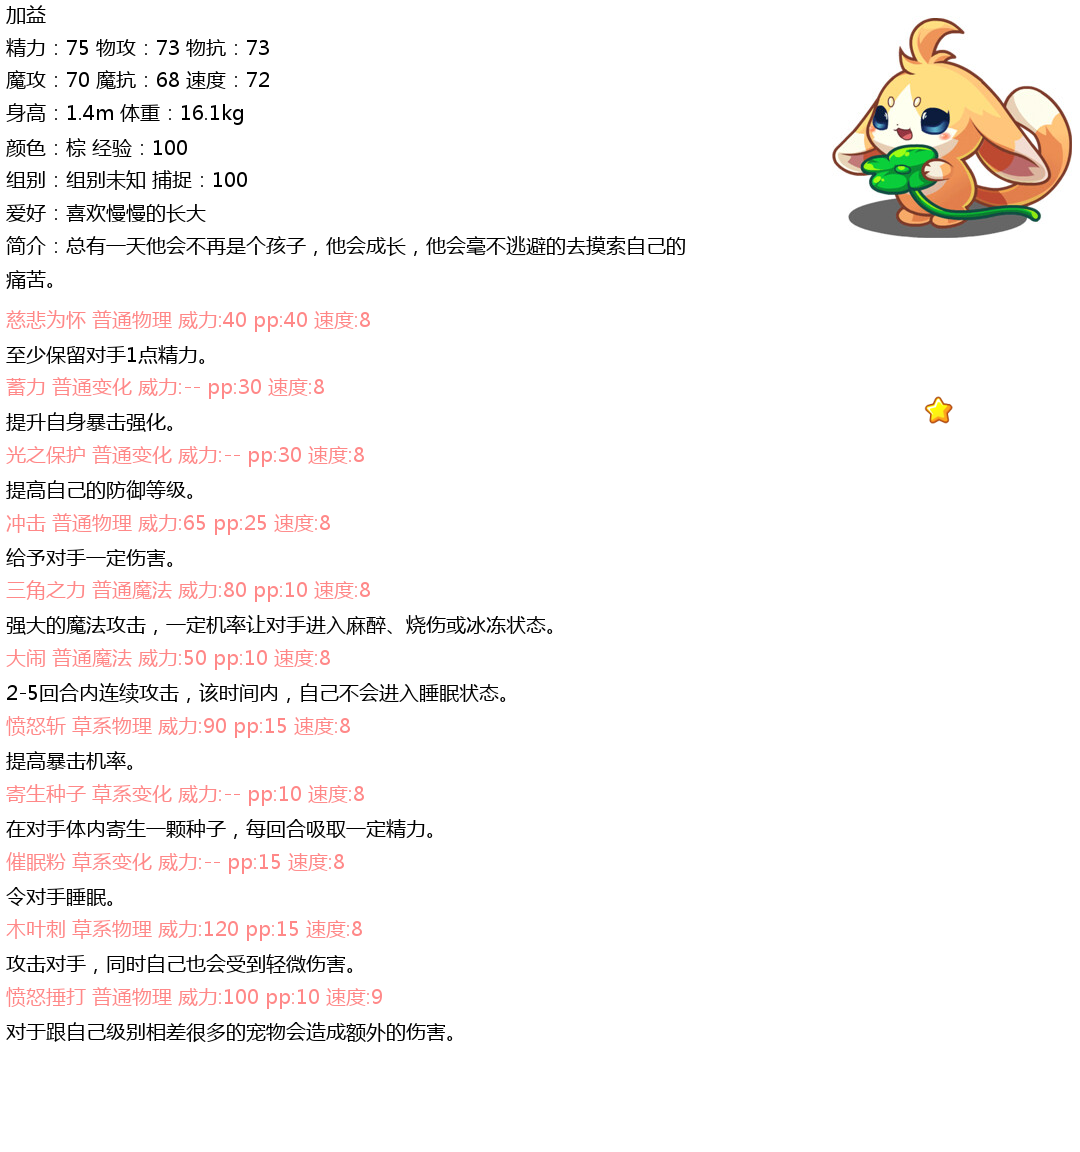 加益
精力：75 物攻：73 物抗：73
魔攻：70 魔抗：68 速度：72
身高：1.4m 体重：16.1kg
颜色：棕 经验：100
组别：组别未知 捕捉：100
爱好：喜欢慢慢的长大
简介：总有一天他会不再是个孩子，他会成长，他会毫不逃避的去摸索自己的
痛苦。
慈悲为怀 普通物理 威力:40 pp:40 速度:8
至少保留对手1点精力。
蓄力 普通变化 威力:-- pp:30 速度:8
提升自身暴击强化。
光之保护 普通变化 威力:-- pp:30 速度:8
提高自己的防御等级。
冲击 普通物理 威力:65 pp:25 速度:8
给予对手一定伤害。
三角之力 普通魔法 威力:80 pp:10 速度:8
强大的魔法攻击，一定机率让对手进入麻醉、烧伤或冰冻状态。
大闹 普通魔法 威力:50 pp:10 速度:8
2-5回合内连续攻击，该时间内，自己不会进入睡眠状态。
愤怒斩 草系物理 威力:90 pp:15 速度:8
提高暴击机率。
寄生种子 草系变化 威力:-- pp:10 速度:8
在对手体内寄生一颗种子，每回合吸取一定精力。
催眠粉 草系变化 威力:-- pp:15 速度:8
令对手睡眠。
木叶刺 草系物理 威力:120 pp:15 速度:8
攻击对手，同时自己也会受到轻微伤害。
愤怒捶打 普通物理 威力:100 pp:10 速度:9
对于跟自己级别相差很多的宠物会造成额外的伤害。